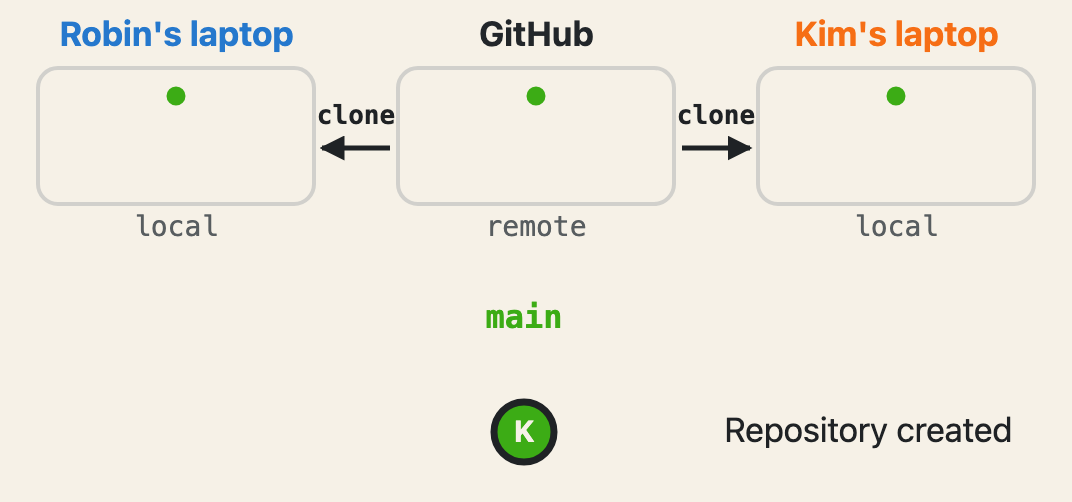 Robin's laptop GitHub Kim's laptop
clone clone
local remote local
main
K Repository created